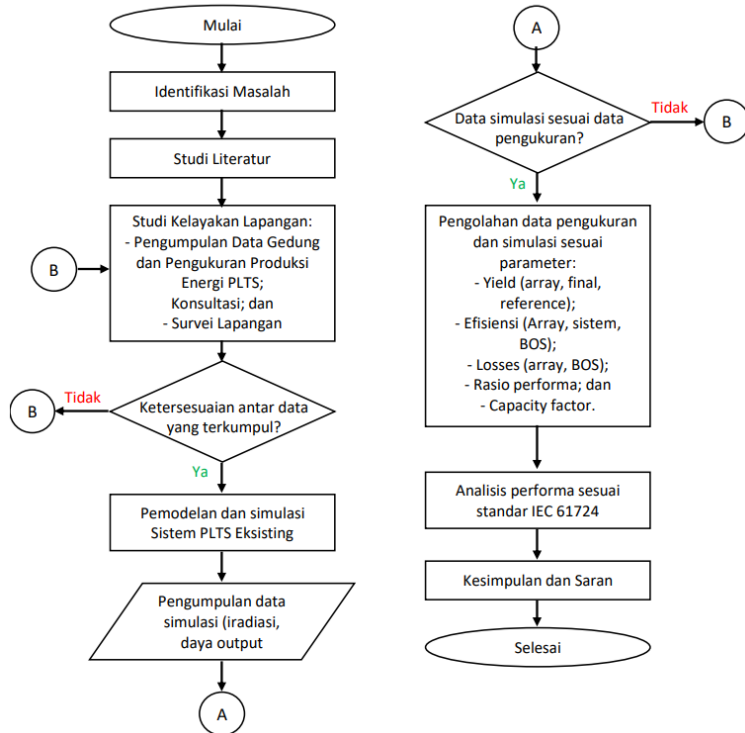 Mulai
Identifikasi Masalah
Studi Literatur
Studi Kelayakan Lapangan:
- Pengumpulan Data Gedung
dan Pengukuran Produksi
Energi PLTS;
Konsultasi; dan
- Survei Lapangan
B
Ketersesuaian antar data
yang terkumpul?
Tidak
B
Ya
Pemodelan dan simulasi
Sistem PLTS Eksisting
Pengumpulan data
simulasi (iradiasi,
daya output
A
A
Data simulasi sesuai data
pengukuran?
Tidak
B
Ya
Pengolahan data pengukuran
dan simulasi sesuai
parameter:
- Yield (array, final,
reference);
- Efisiensi (Array, sistem,
BOS);
- Losses (array, BOS);
- Rasio performa; dan
- Capacity factor.
Analisis performa sesuai
standar IEC 61724
Kesimpulan dan Saran
Selesai